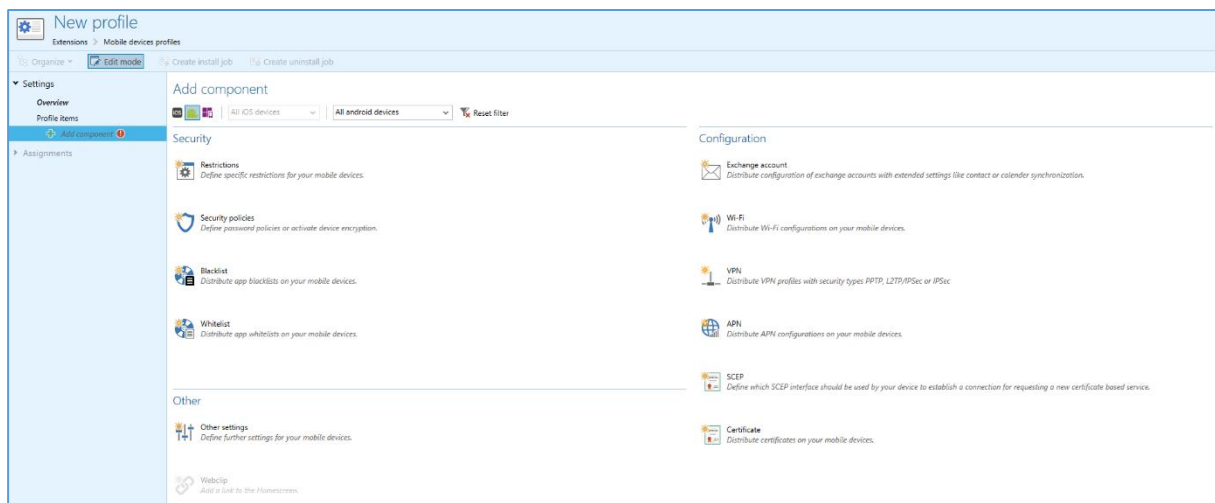 New profile
Extensions > Mobile devices profiles
Organize Edit mode Create install job Create uninstall job
Settings
Overview
Profile items
Add component
Assignments
Add component
iOS All iOS devices All android devices Reset filter
Security
Restrictions
Define specific restrictions for your mobile devices.
Security policies
Define password policies or activate device encryption.
Blacklist
Distribute app blacklists on your mobile devices.
Whitelist
Distribute app whitelists on your mobile devices.
Other
Other settings
Define further settings for your mobile devices.
Webclip
Add a link to the Homescreen.
Configuration
Exchange account
Distribute configuration of exchange accounts with extended settings like contact or calender synchronization.
Wi-Fi
Distribute Wi-Fi configurations on your mobile devices.
VPN
Distribute VPN profiles with security types PPTP, L2TP/IPSec or IPSec
APN
Distribute APN configurations on your mobile devices.
SCEP
Define which SCEP interface should be used by your device to establish a connection for requesting a new certificate based service.
Certificate
Distribute certificates on your mobile devices.